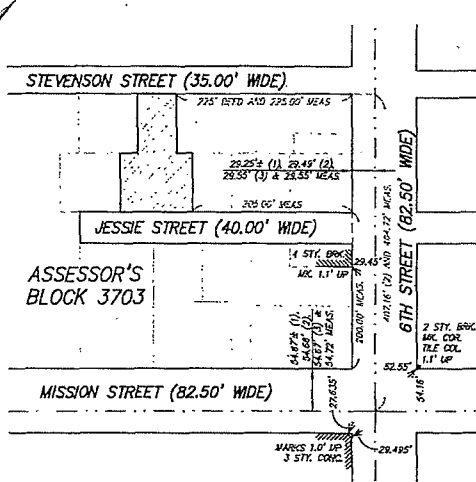 STEVENSON STREET (35.00' WIDE)
225' DEED AND 225.00' MEAS
29.25'± (1), 29.49' (2),
29.55' (3) & 29.55' MEAS.
205.00' MEAS
JESSIE STREET (40.00' WIDE)
4 STY. BRK.
MK. 1.1' UP
29.45'
ASSESSOR'S
BLOCK 3703
200.00' MEAS.
407.16' (2) AND 404.72' MEAS.
6TH STREET (82.50' WIDE)
54.87'± (1),
54.68' (2),
54.67' (3) &
54.72' MEAS.
2 STY. BRK.
MK. COR.
TILE COL.
1.1' UP
52.55'
54.16'
MISSION STREET (82.50' WIDE)
27.635'
MARKS 1.0' UP
3 STY. CONC.
29.495'